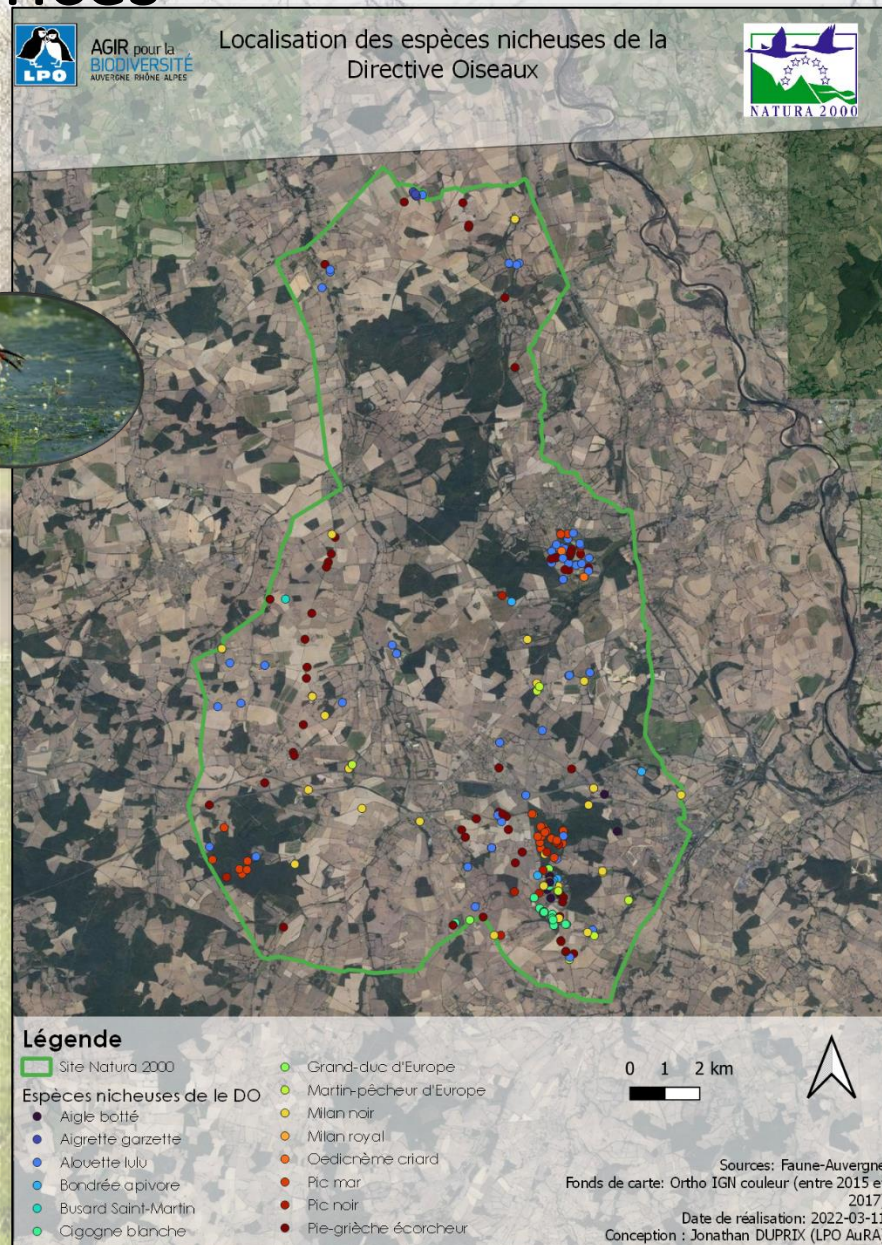 LPO
AGIR pour la
BIODIVERSITÉ
AUVERGNE RHÔNE ALPES
Localisation des espèces nicheuses de la
Directive Oiseaux
NATURA 2000
Légende
Site Natura 2000
Espèces nicheuses de le DO
Aigle botté
Aigrette garzette
Alouette lulu
Bondrée apivore
Busard Saint-Martin
Cigogne blanche
Grand-duc d'Europe
Martin-pêcheur d'Europe
Milan noir
Milan royal
Oedicnème criard
Pic mar
Pic noir
Pie-grièche écorcheur
0 1 2 km
Sources: Faune-Auvergne
Fonds de carte: Ortho IGN couleur (entre 2015 et
2017)
Date de réalisation: 2022-03-11
Conception : Jonathan DUPRIX (LPO AuRA)